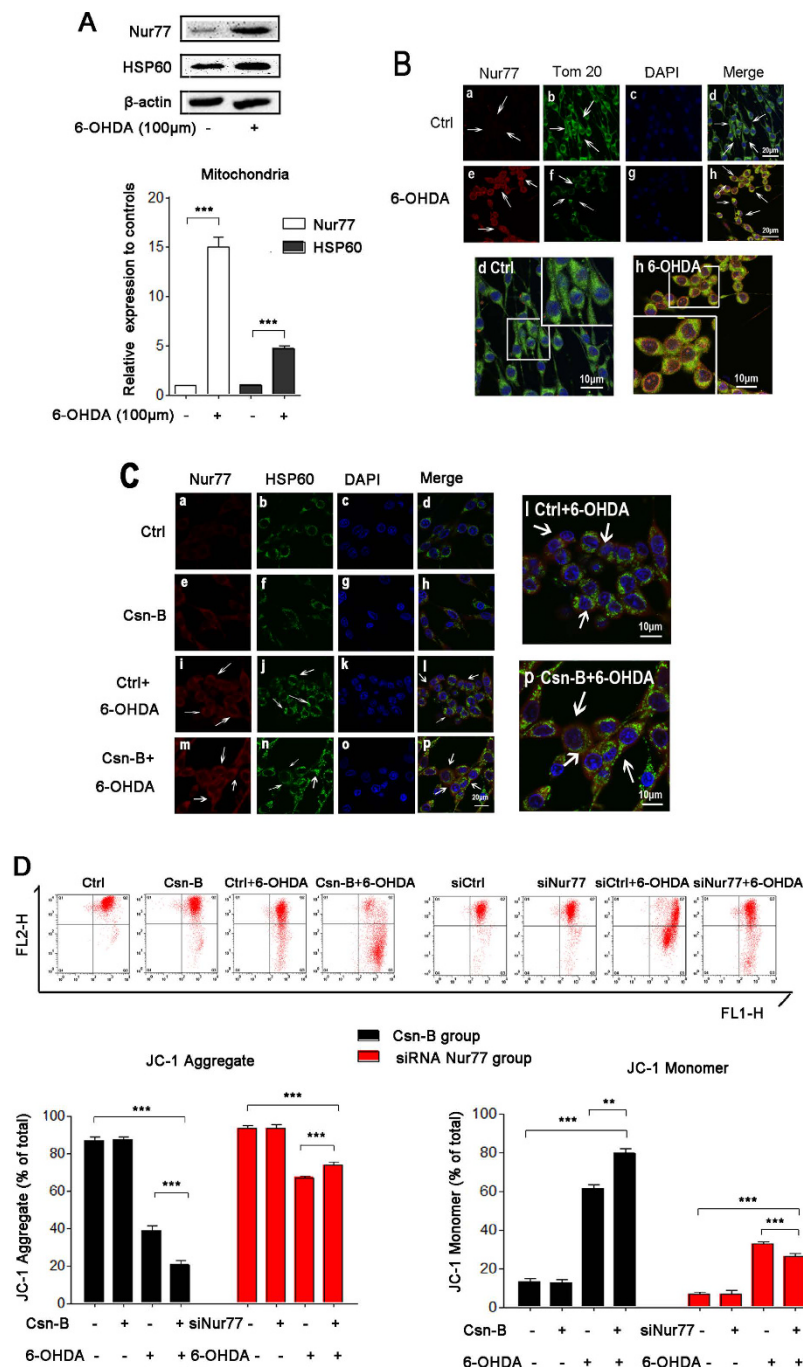 A
Nur77
HSP60
β-actin
6-OHDA (100μm) - +
Mitochondria
Relative expression to controls
20
15
10
5
0
***
***
Nur77
HSP60
- + - +
6-OHDA (100μm)
B
Nur77 Tom 20 DAPI Merge
Ctrl
a b c d
20μm
6-OHDA
e f g h
20μm
d Ctrl
10μm
h 6-OHDA
10μm
C
Nur77 HSP60 DAPI Merge
Ctrl
a b c d
Csn-B
e f g h
Ctrl+
6-OHDA
i j k l
Csn-B+
6-OHDA
m n o p
20μm
l Ctrl+6-OHDA
10μm
p Csn-B+6-OHDA
10μm
D
Ctrl Csn-B Ctrl+6-OHDA Csn-B+6-OHDA siCtrl siNur77 siCtrl+6-OHDA siNur77+6-OHDA
FL2-H
FL1-H
Csn-B group
siRNA Nur77 group
JC-1 Aggregate
JC-1 Aggregate (% of total)
100
80
60
40
20
0
***
***
***
***
Csn-B - + - + siNur77 - + - +
6-OHDA - - + + 6-OHDA - - + +
JC-1 Monomer
JC-1 Monomer (% of total)
100
80
60
40
20
0
***
**
***
***
Csn-B - + - + siNur77 - + - +
6-OHDA - - + + 6-OHDA - - + +